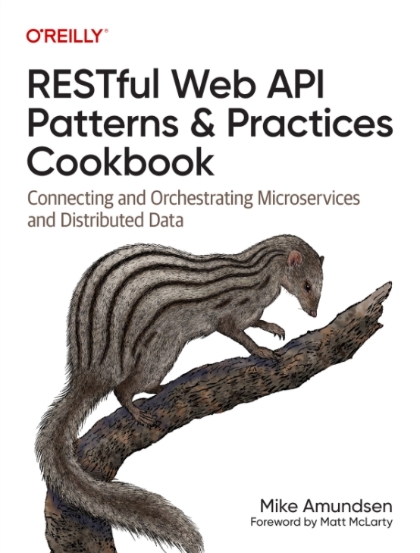 O'REILLY®
RESTful Web API
Patterns & Practices
Cookbook
Connecting and Orchestrating Microservices
and Distributed Data
Mike Amundsen
Foreword by Matt McLarty